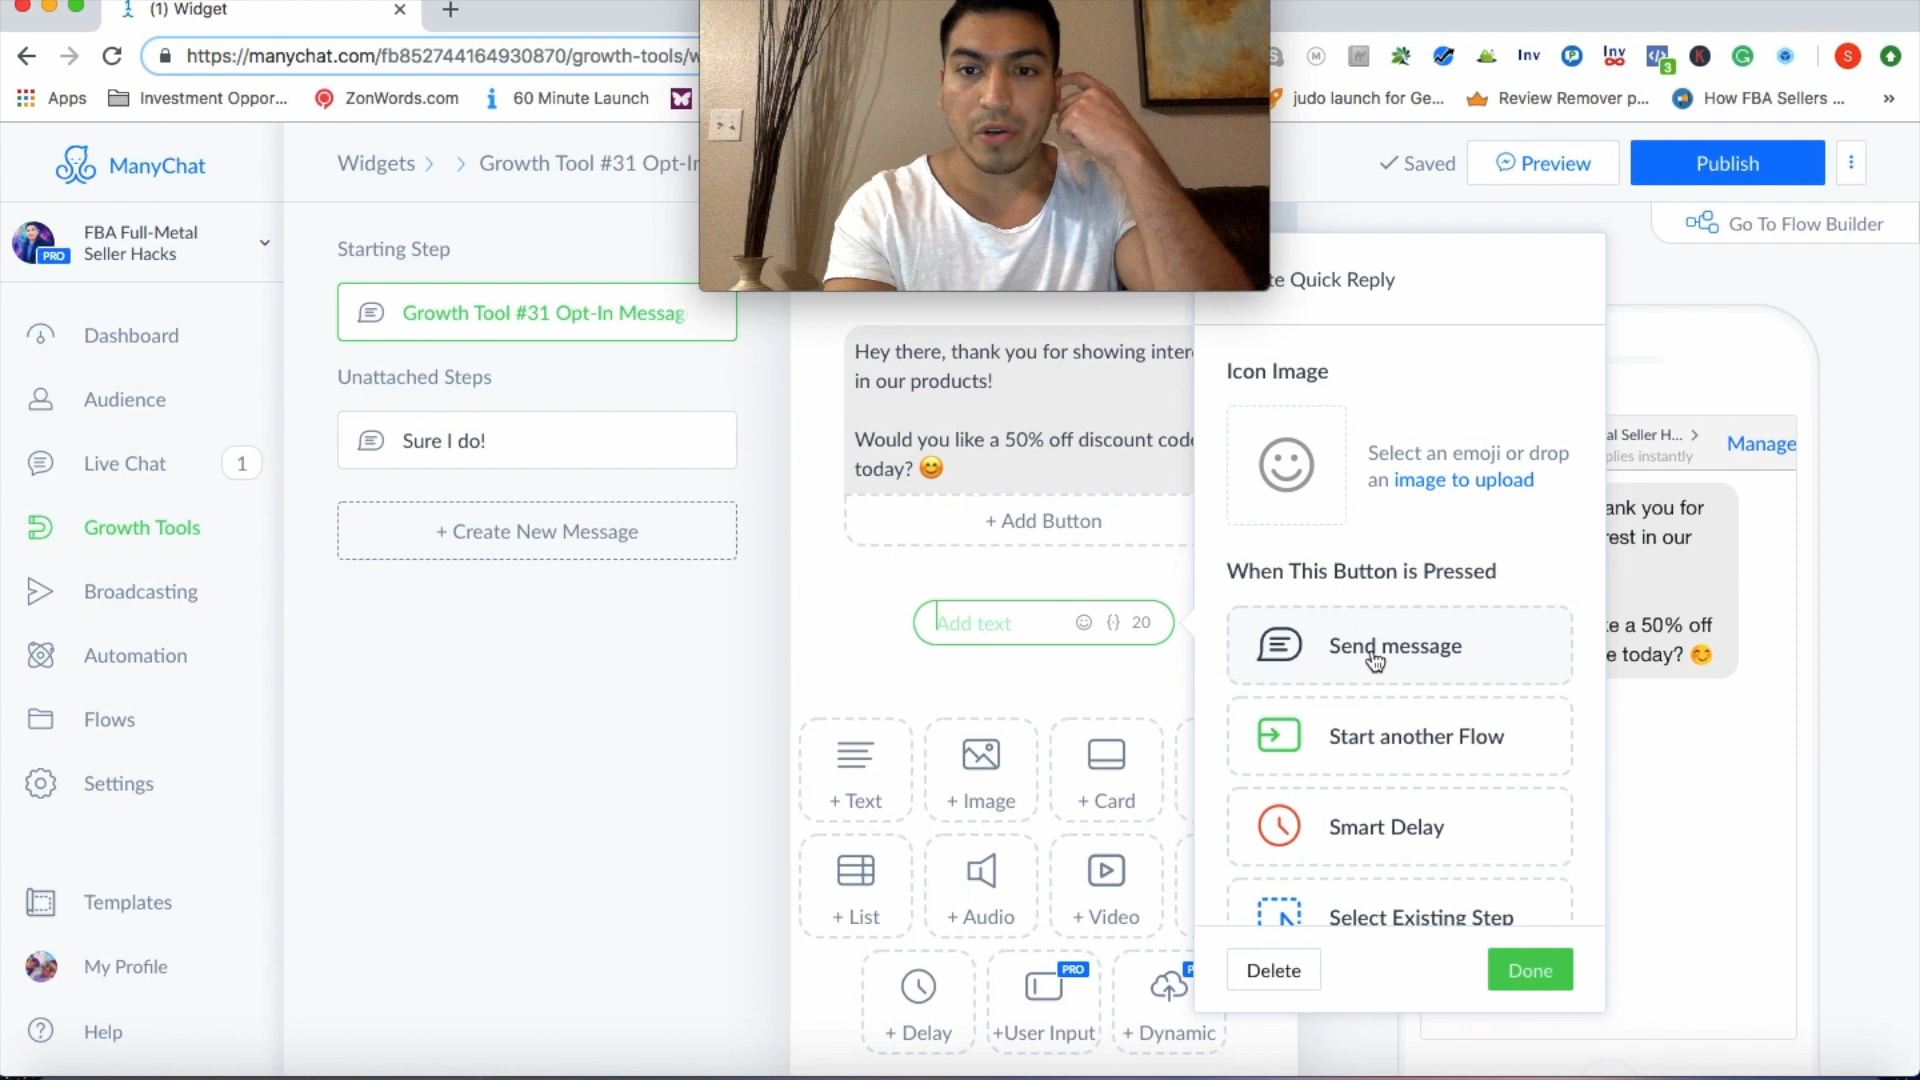 (1) Widget
https://manychat.com/fb852744164930870/growth-tools/w
Inv
Inv
3
K
S
Apps
Investment Oppor...
ZonWords.com
60 Minute Launch
judo launch for Ge...
Review Remover p...
How FBA Sellers ...
ManyChat
Widgets
Growth Tool #31 Opt-In
Saved
Preview
Publish
FBA Full-Metal
Seller Hacks
PRO
Go To Flow Builder
Dashboard
Audience
Live Chat
1
Growth Tools
Broadcasting
Automation
Flows
Settings
Templates
My Profile
Help
Starting Step
Growth Tool #31 Opt-In Messag
Unattached Steps
Sure I do!
+ Create New Message
Hey there, thank you for showing inter
in our products!
Would you like a 50% off discount cod
today? 😊
+ Add Button
Add text
20
+ Text
+ Image
+ Card
+ List
+ Audio
+ Video
+ Delay
PRO
+User Input
P
+ Dynamic
te Quick Reply
Icon Image
Select an emoji or drop
an image to upload
When This Button is Pressed
Send message
Start another Flow
Smart Delay
Select Existing Step
Delete
Done
al Seller H...
plies instantly
Manage
ank you for
rest in our
e a 50% off
e today? 😊